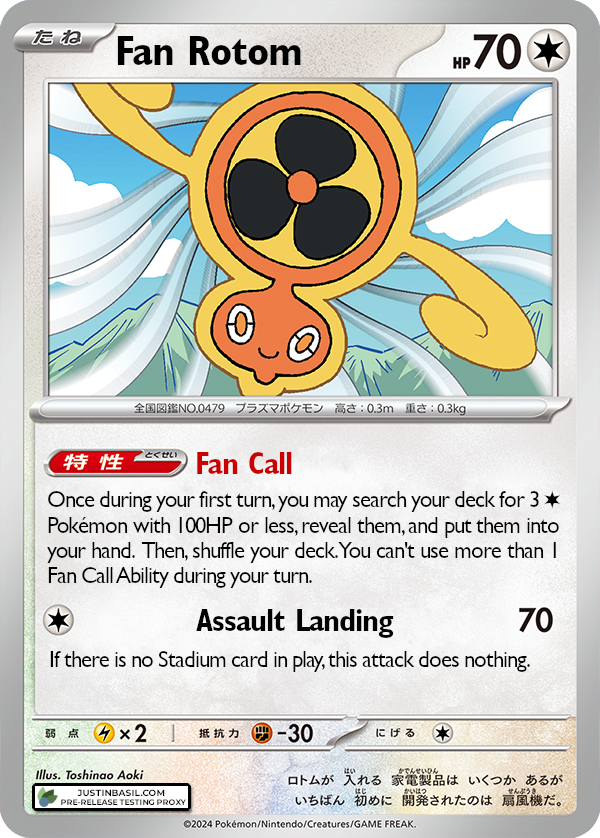 たね Fan Rotom HP70
全国図鑑NO.0479 プラズマポケモン 高さ:0.3m 重さ:0.3kg
特性 とくせい Fan Call
Once during your first turn, you may search your deck for 3
Pokémon with 100HP or less, reveal them, and put them into
your hand. Then, shuffle your deck. You can't use more than 1
Fan Call Ability during your turn.
Assault Landing 70
If there is no Stadium card in play, this attack does nothing.
弱点 ×2 抵抗力 -30 にげる
Illus. Toshinao Aoki
JUSTINBASIL.COM
PRE-RELEASE TESTING PROXY
ロトムが 入れる 家電製品は いくつか あるが
いちばん 初めに 開発されたのは 扇風機だ。
©2024 Pokémon/Nintendo/Creatures/GAME FREAK.